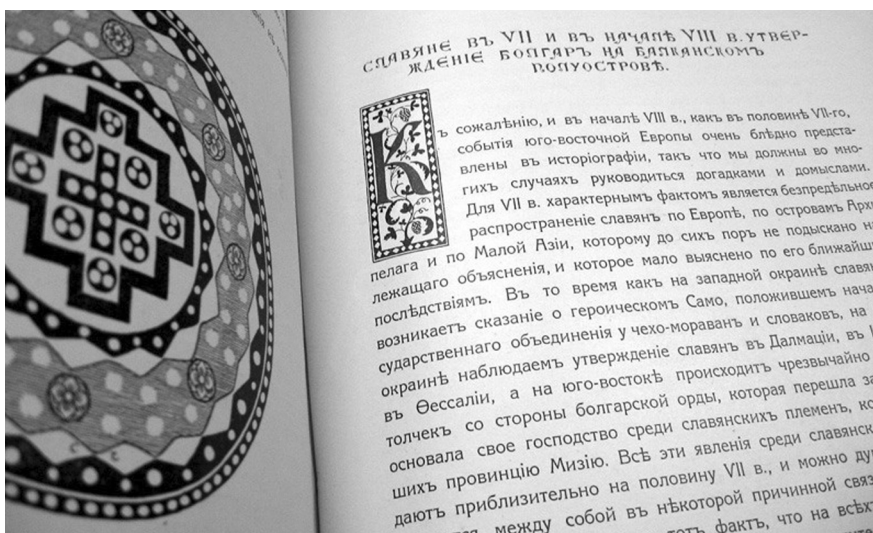 СЛАВЯНЕ ВЪ VII И ВЪ НАЧАЛѢ VIII В. УТВЕР-
ЖДЕНІЕ БОЛГАРЪ НА БАЛКАНСКОМЪ
ПОЛУОСТРОВѢ.
Къ сожалѣнію, и въ началѣ VIII в., какъ въ половинѣ VII-го,
событія юго-восточной Европы очень блѣдно предста-
влены въ исторіографіи, такъ что мы должны во мно-
гихъ случаяхъ руководиться догадками и домыслами.
Для VII в. характернымъ фактомъ является безпредѣльное
распространеніе славянъ по Европѣ, по островамъ Архи
пелага и по Малой Азіи, которому до сихъ поръ не подыскано на
лежащаго объясненія, и которое мало выяснено по его ближайш
послѣдствіямъ. Въ то время какъ на западной окраинѣ славян
возникаетъ сказаніе о героическомъ Само, положившемъ нача
сударственнаго объединенія у чехо-мораванъ и словаковъ, на
окраинѣ наблюдаемъ утвержденіе славянъ въ Далмаціи, въ
въ Ѳессаліи, а на юго-востокѣ происходитъ чрезвычайно
толчекъ со стороны болгарской орды, которая перешла за
основала свое господство среди славянскихъ племенъ, ко
шихъ провинцію Мизію. Всѣ эти явленія среди славянск
даютъ приблизительно на половину VII в., и можно ду
между собой въ нѣкоторой причинной связ
фактъ, что на всѣхъ